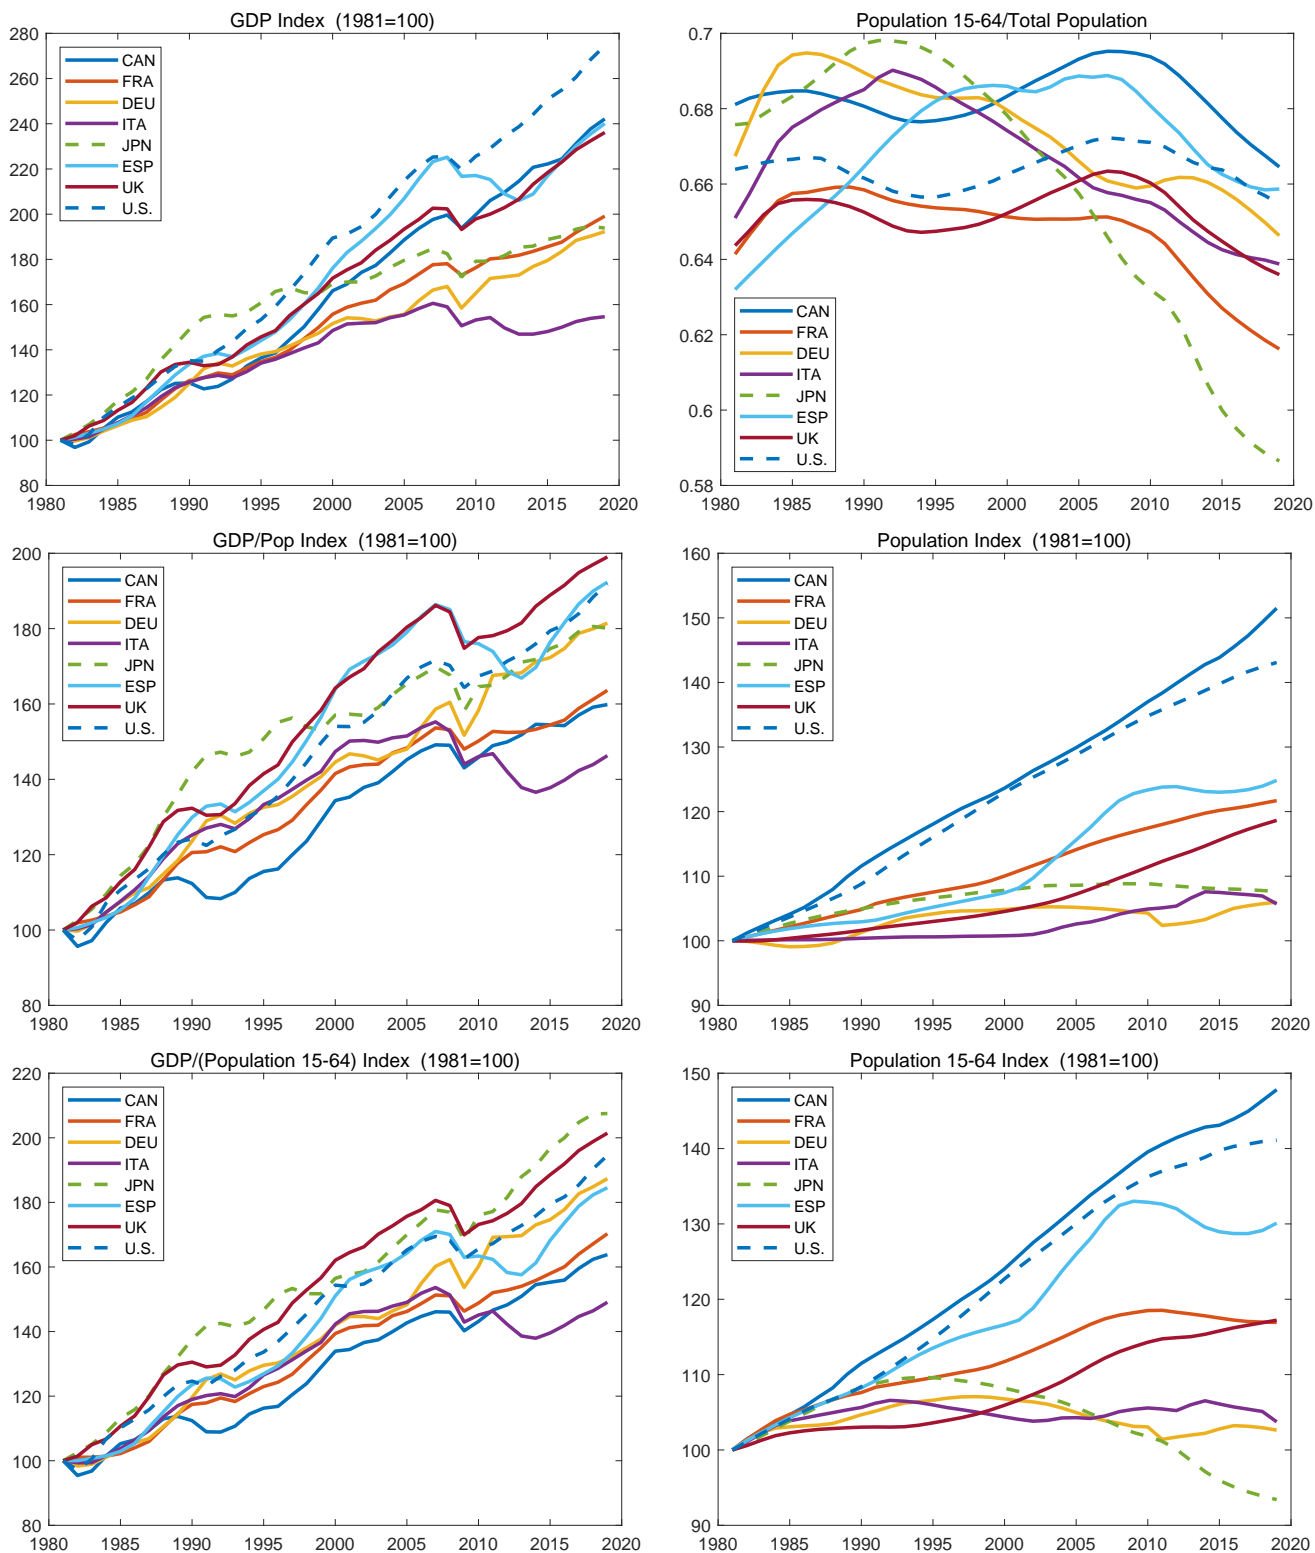 GDP Index (1981=100)
280
260
240
220
200
180
160
140
120
100
80
1980 1985 1990 1995 2000 2005 2010 2015 2020
CAN
FRA
DEU
ITA
JPN
ESP
UK
U.S.
Population 15-64/Total Population
0.7
0.68
0.66
0.64
0.62
0.6
0.58
1980 1985 1990 1995 2000 2005 2010 2015 2020
CAN
FRA
DEU
ITA
JPN
ESP
UK
U.S.
GDP/Pop Index (1981=100)
200
180
160
140
120
100
80
1980 1985 1990 1995 2000 2005 2010 2015 2020
CAN
FRA
DEU
ITA
JPN
ESP
UK
U.S.
Population Index (1981=100)
160
150
140
130
120
110
100
90
1980 1985 1990 1995 2000 2005 2010 2015 2020
CAN
FRA
DEU
ITA
JPN
ESP
UK
U.S.
GDP/(Population 15-64) Index (1981=100)
220
200
180
160
140
120
100
80
1980 1985 1990 1995 2000 2005 2010 2015 2020
CAN
FRA
DEU
ITA
JPN
ESP
UK
U.S.
Population 15-64 Index (1981=100)
150
140
130
120
110
100
90
1980 1985 1990 1995 2000 2005 2010 2015 2020
CAN
FRA
DEU
ITA
JPN
ESP
UK
U.S.